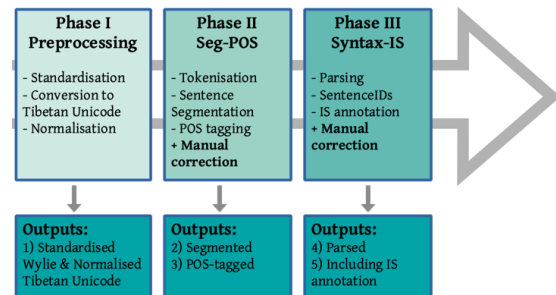 Phase I
Preprocessing
- Standardisation
- Conversion to
Tibetan Unicode
- Normalisation
Phase II
Seg-POS
- Tokenisation
- Sentence
Segmentation
- POS tagging
+ Manual
correction
Phase III
Syntax-IS
- Parsing
- SentenceIDs
- IS annotation
+ Manual
correction
Outputs:
1) Standardised
Wylie & Normalised
Tibetan Unicode
Outputs:
2) Segmented
3) POS-tagged
Outputs:
4) Parsed
5) Including IS
annotation